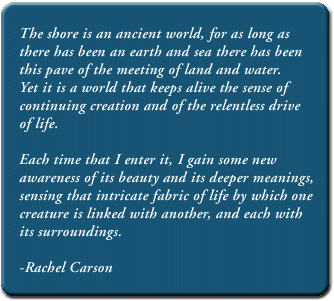 The shore is an ancient world, for as long as
there has been an earth and sea there has been
this pave of the meeting of land and water.
Yet it is a world that keeps alive the sense of
continuing creation and of the relentless drive
of life.
Each time that I enter it, I gain some new
awareness of its beauty and its deeper meanings,
sensing that intricate fabric of life by which one
creature is linked with another, and each with
its surroundings.
-Rachel Carson